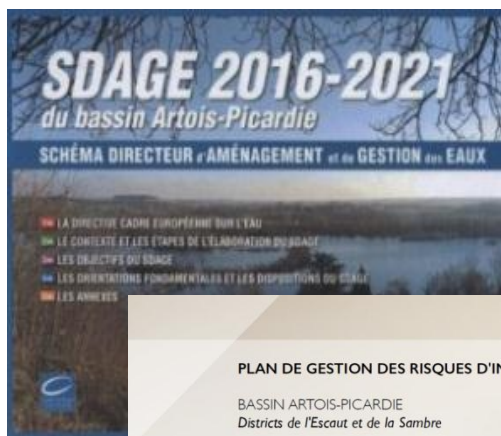 SDAGE 2016-2021
du bassin Artois-Picardie
SCHÉMA DIRECTEUR d'AMÉNAGEMENT et de GESTION des EAUX
LA DIRECTIVE CADRE EUROPÉENNE SUR L'EAU
LE CONTEXTE ET LES ÉTAPES DE L'ÉLABORATION DU SDAGE
LES OBJECTIFS DU SDAGE
LES ORIENTATIONS FONDAMENTALES ET LES DISPOSITIONS DU SDAGE
LES ANNEXES
PLAN DE GESTION DES RISQUES D'IN
BASSIN ARTOIS-PICARDIE
Districts de l'Escaut et de la Sambre